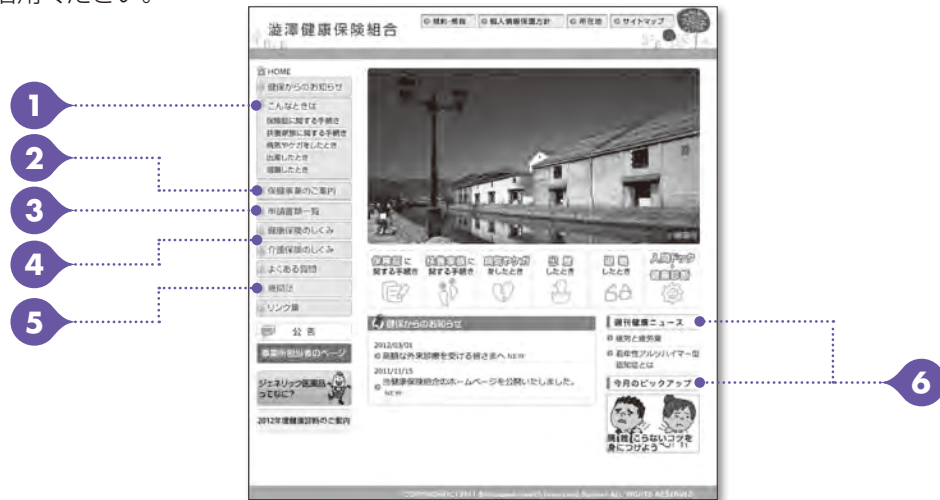 活用ください。
澁澤健康保険組合
規約・規程 個人情報保護方針 所在地 サイトマップ
HOME
健保からのお知らせ
こんなときは
保険証に関する手続き
扶養家族に関する手続き
病気やケガをしたとき
出産したとき
退職したとき
保健事業のご案内
申請書類一覧
健康保険のしくみ
介護保険のしくみ
よくある質問
機関誌
リンク集
公告
事業所担当者のページ
ジェネリック医薬品
ってなに?
2012年度健康診断のご案内
1
2
3
4
5
保険証に
関する手続き
扶養家族に
関する手続き
病気やケガ
をしたとき
出産
したとき
退職
したとき
人間ドック
健康診断
健保からのお知らせ
2012/03/01
高額な外来診療を受ける皆さまへ NEW
2011/11/15
当健康保険組合のホームページを公開いたしました。
NEW
週刊健康ニュース
疲労と疲労臭
若年性アルツハイマー型
認知症とは
今月のピックアップ
こらないコツを
身につけよう
6